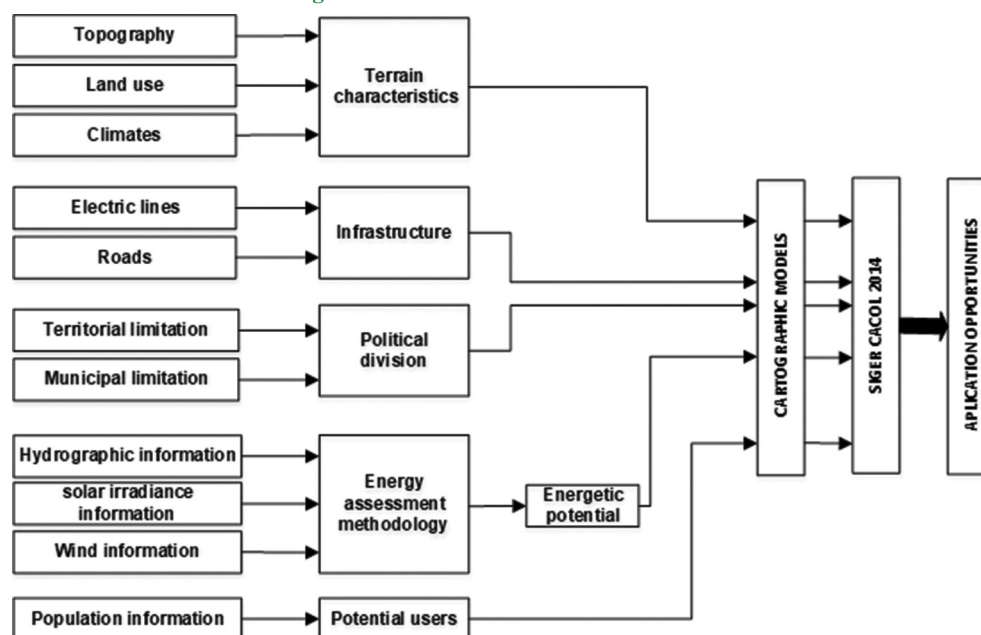 Topography
Land use
Climates
Terrain
characteristics
Electric lines
Roads
Infrastructure
Territorial limitation
Municipal limitation
Political
division
Hydrographic information
solar irradiance
information
Wind information
Energy
assessment
methodology
Energetic
potential
Population information
Potential users
CARTOGRAPHIC MODELS
SIGER CACOL 2014
APLICATION OPPORTUNITIES